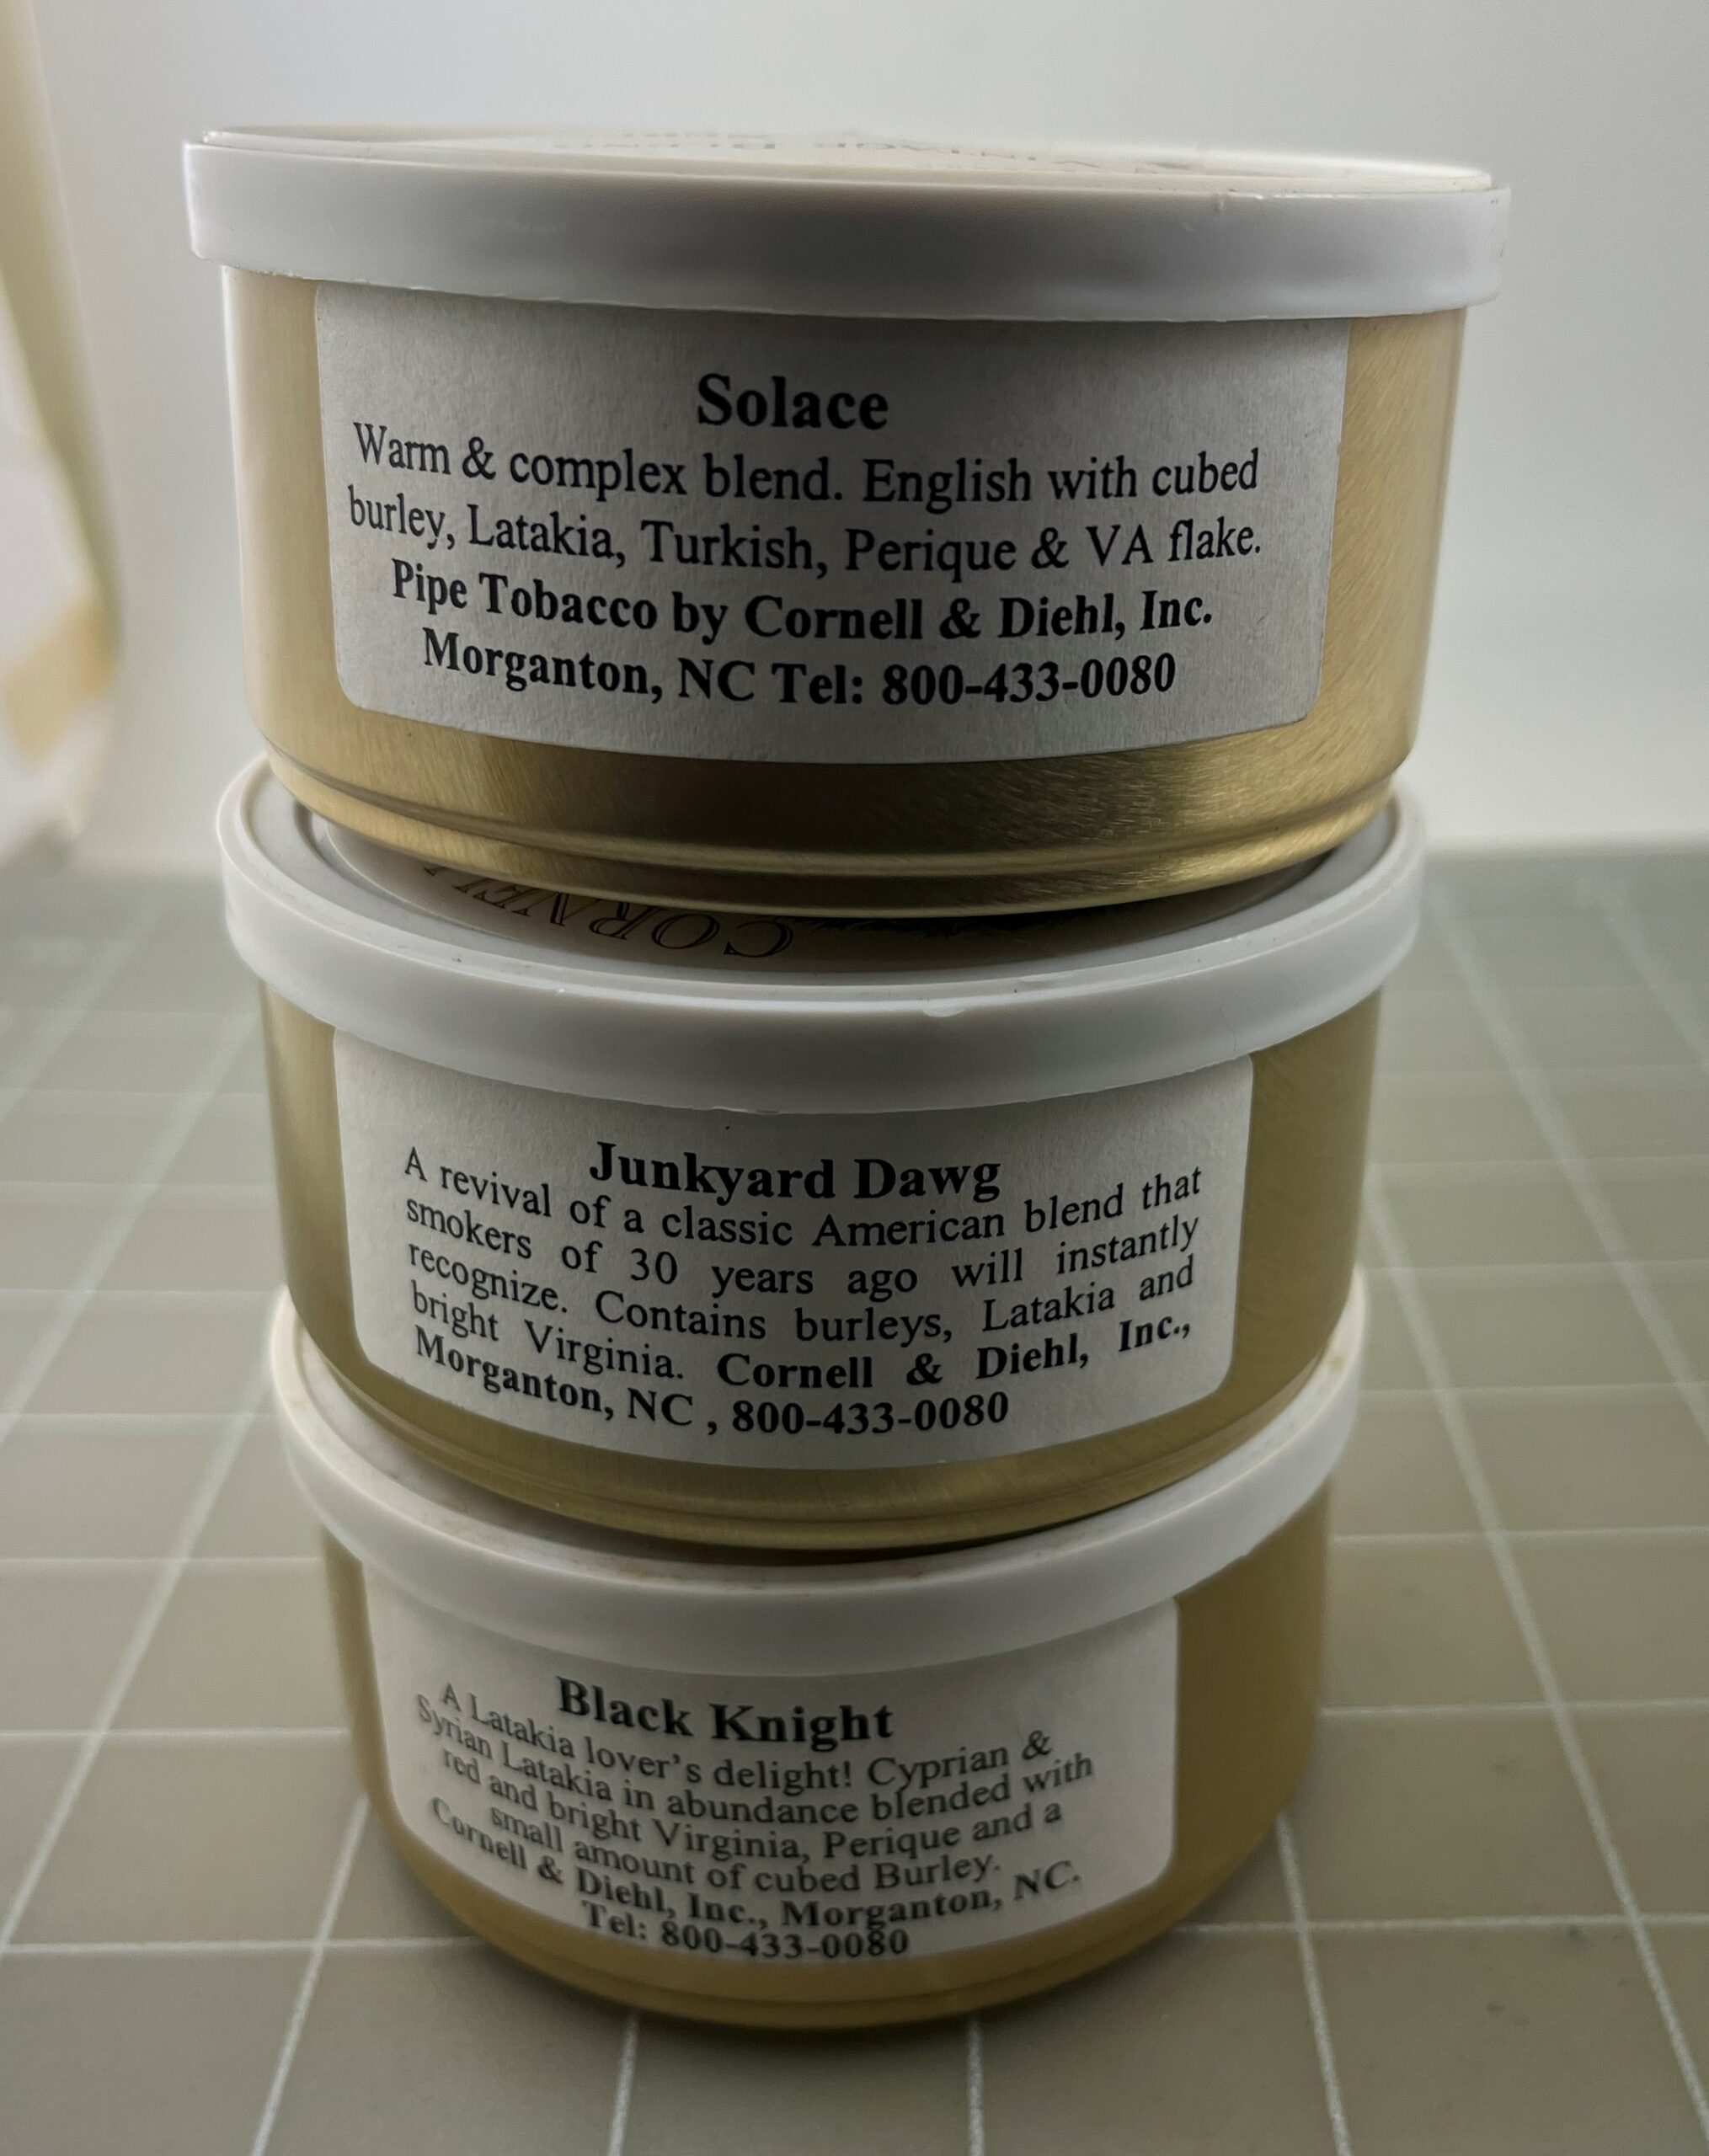 Solace
Warm & complex blend. English with cubed
burley, Latakia, Turkish, Perique & VA flake.
Pipe Tobacco by Cornell & Diehl, Inc.
Morganton, NC Tel: 800-433-0080
CORNEL
Junkyard Dawg
A revival of a classic American blend that
smokers of 30 years ago will instantly
recognize. Contains burleys, Latakia and
bright Virginia. Cornell & Diehl, Inc.,
Morganton, NC , 800-433-0080
Black Knight
A Latakia lover's delight! Cyprian &
Syrian Latakia in abundance blended with
red and bright Virginia, Perique and a
small amount of cubed Burley.
Cornell & Diehl, Inc., Morganton, NC.
Tel: 800-433-0080